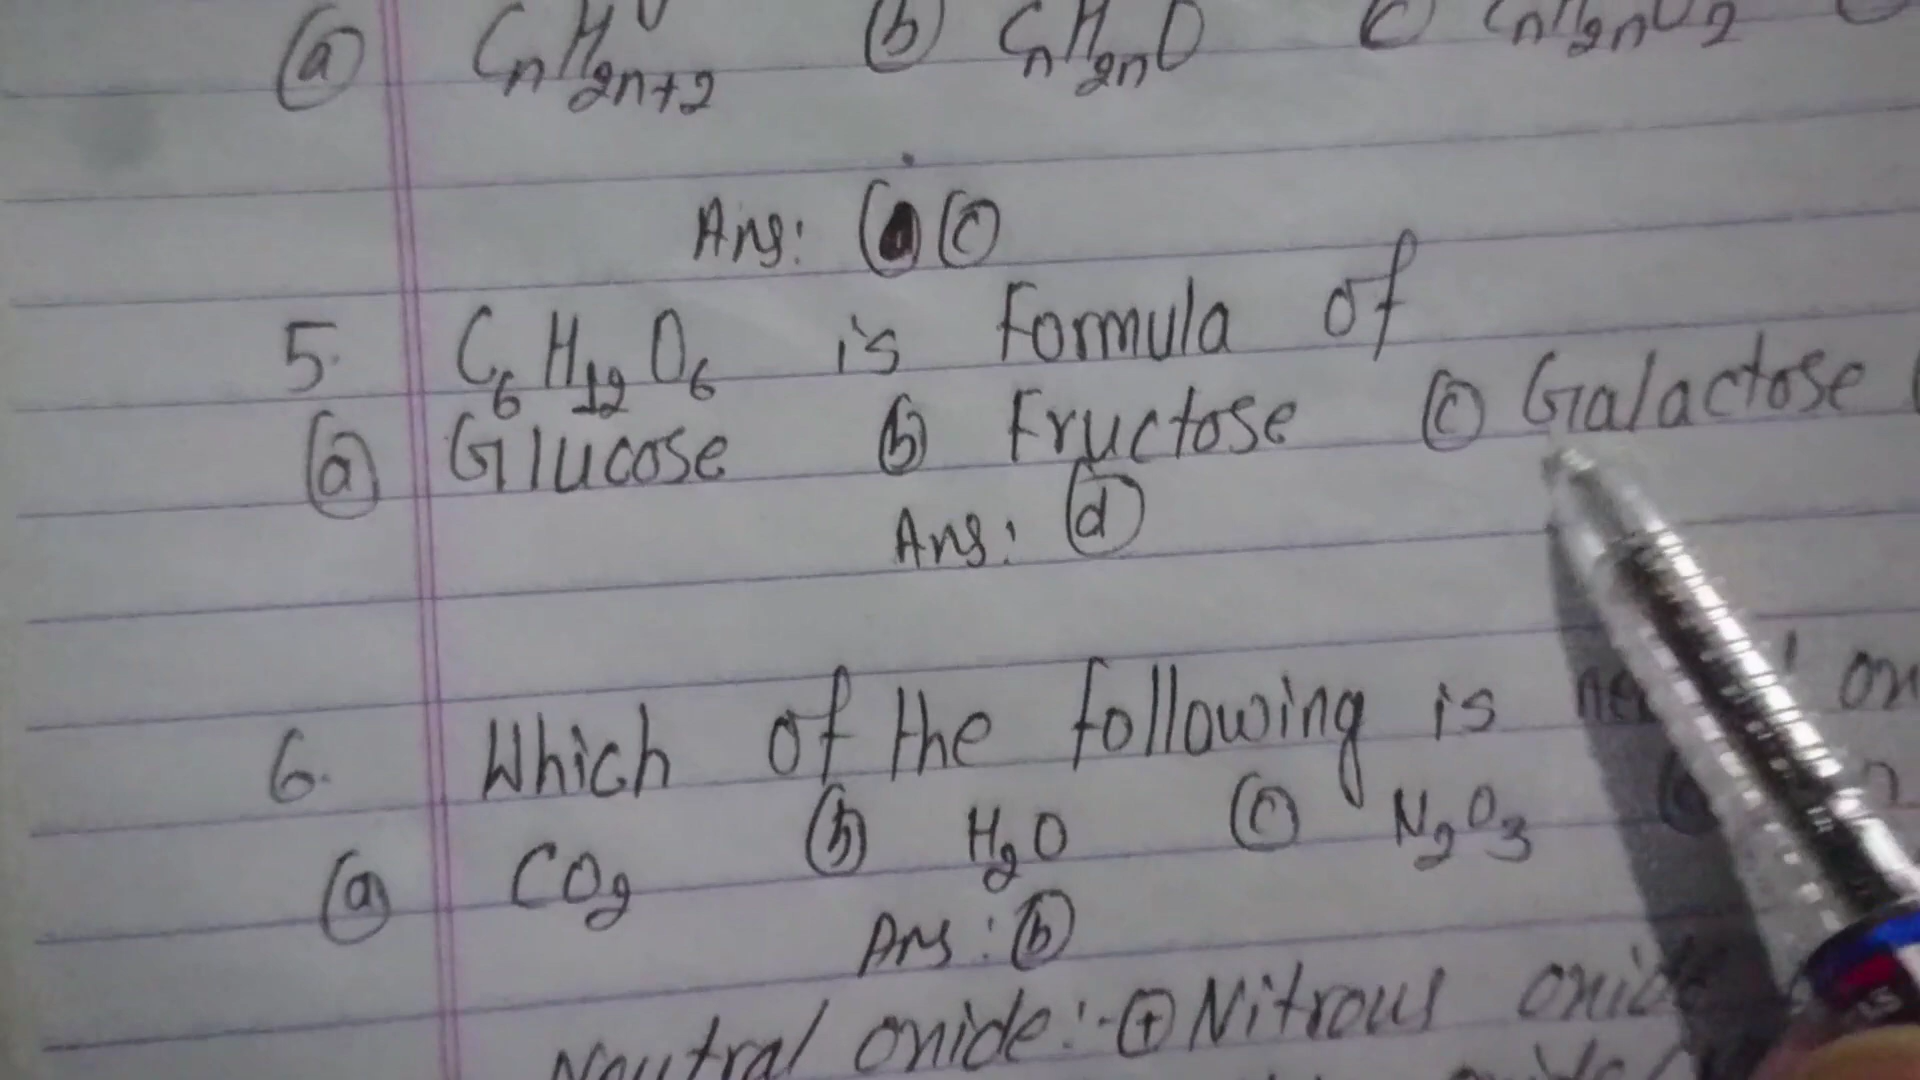 (a) CnH2n+2 (b) CnH2nO (c) CnH2nO2
Ans: (c)
5. C6H12O6 is Formula of
(a) Glucose (b) Fructose (c) Galactose (
Ans: (d)
6. Which of the following is
(a) CO2 (b) H2O (c) N2O3
Ans: (b)
Neutral oxide:- (+) Nitrous oxide